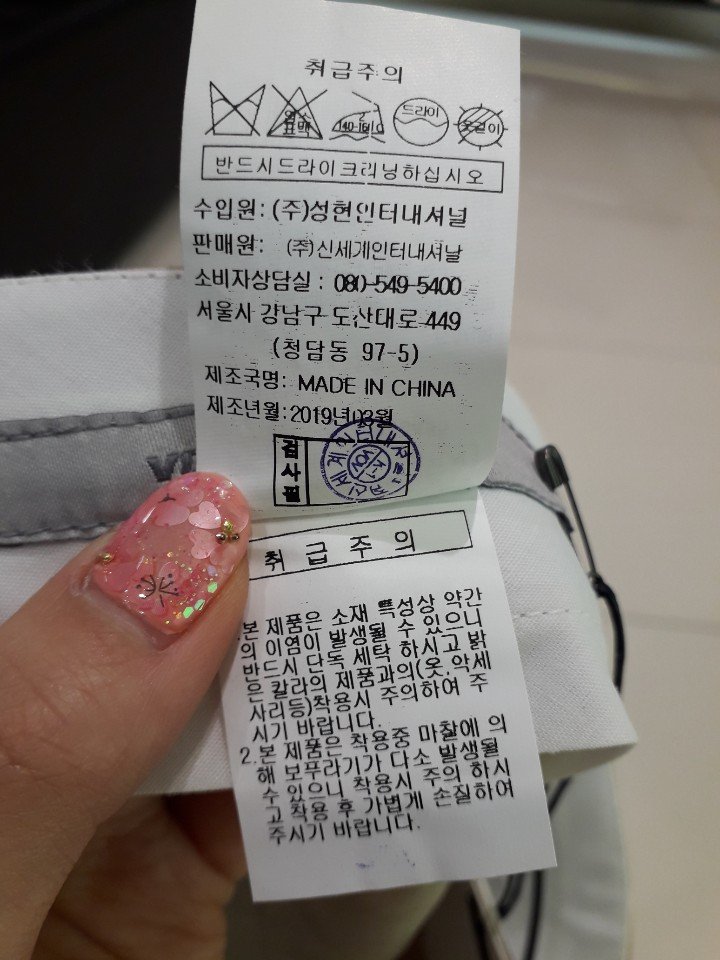 취급주의
염소
표백
드라이
옷걸이
반드시드라이크리닝하십시오
수입원: (주)성현인터내셔널
판매원: (주)신세계인터내셔날
소비자상담실 : 080-549-5400
서울시 강남구 도산대로 449
(청담동 97-5)
제조국명: MADE IN CHINA
제조년월:2019년03월
검사필
취급주의
본 제품은 소재 특성상 약간
의 이염이 발생될 수 있으니
반드시 단독 세탁 하시고 밝
은 칼라의 제품과의(옷,악세
사리등)착용시 주의하여 주
시기 바랍니다.
2.본 제품은 착용중 마찰에 의
해 보푸라기가 다소 발생될
수 있으니 착용시 주의 하시
고 착용 후 가볍게 손질하여
주시기 바랍니다.